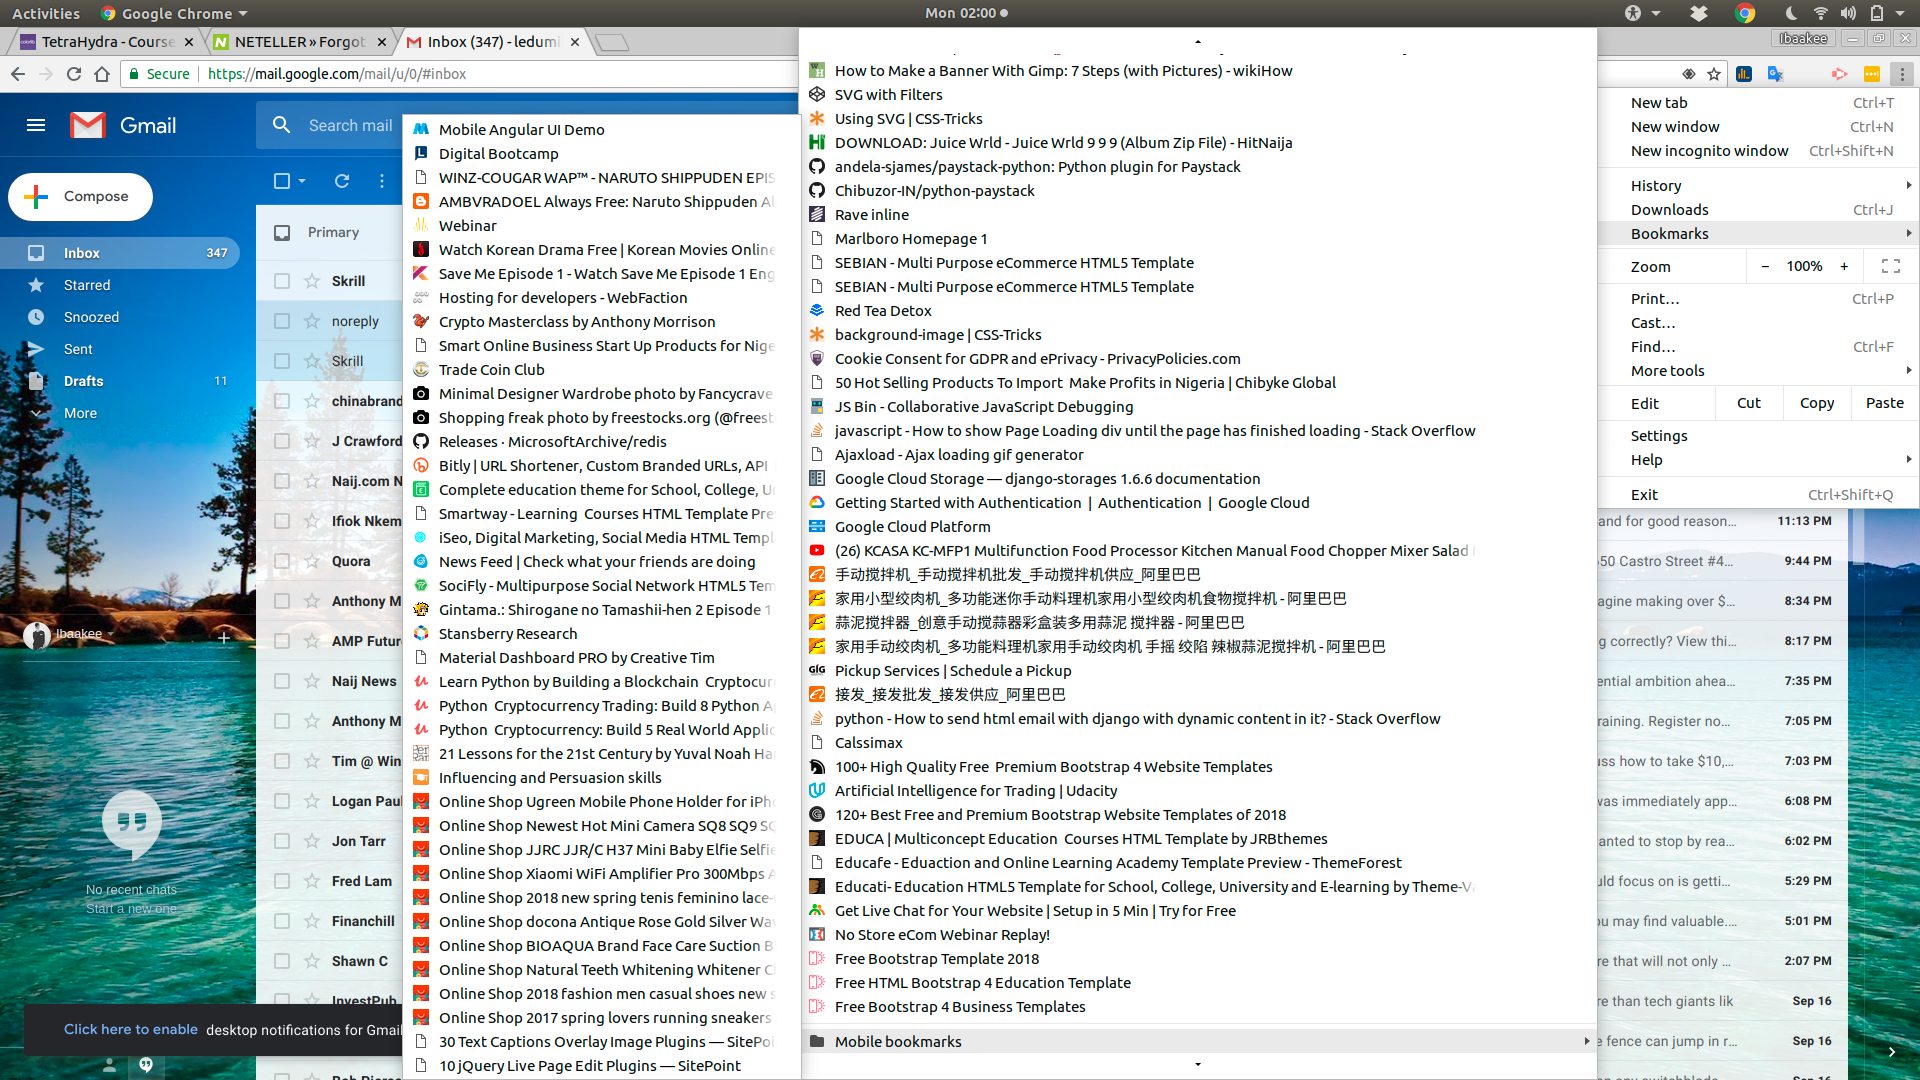 Activities
Google Chrome
Mon 02:00
TetraHydra - Course
NETELLER » Forgot
Inbox (347) - ledumi
Ibaakee
Secure
https://mail.google.com/mail/u/0/#inbox
Gmail
Search mail
Compose
Inbox 347
Starred
Snoozed
Sent
Drafts 11
More
Ibaakee
No recent chats
Start a new one
Click here to enable desktop notifications for Gmail
Primary
Skrill
noreply
Skrill
chinabrand
J Crawford
Naij.com N
Ifiok Nkem
Quora
Anthony M
AMP Futur
Naij News
Anthony M
Tim @ Win
Logan Paul
Jon Tarr
Fred Lam
Financhill
Shawn C
InvestPub
Mobile Angular UI Demo
Digital Bootcamp
WINZ-COUGAR WAP™ - NARUTO SHIPPUDEN EPIS
AMBVRADOEL Always Free: Naruto Shippuden Al
Webinar
Watch Korean Drama Free | Korean Movies Online
Save Me Episode 1 - Watch Save Me Episode 1 Eng
Hosting for developers - WebFaction
Crypto Masterclass by Anthony Morrison
Smart Online Business Start Up Products for Nige
Trade Coin Club
Minimal Designer Wardrobe photo by Fancycrave
Shopping freak photo by freestocks.org (@freest
Releases · MicrosoftArchive/redis
Bitly | URL Shortener, Custom Branded URLs, API
Complete education theme for School, College, Un
Smartway - Learning Courses HTML Template Pre
iSeo, Digital Marketing, Social Media HTML Templ
News Feed | Check what your friends are doing
SociFly - Multipurpose Social Network HTML5 Tem
Gintama.: Shirogane no Tamashii-hen 2 Episode 1
Stansberry Research
Material Dashboard PRO by Creative Tim
Learn Python by Building a Blockchain Cryptocurr
Python Cryptocurrency Trading: Build 8 Python A
Python Cryptocurrency: Build 5 Real World Applic
21 Lessons for the 21st Century by Yuval Noah Har
Influencing and Persuasion skills
Online Shop Ugreen Mobile Phone Holder for iPh
Online Shop Newest Hot Mini Camera SQ8 SQ9 SQ
Online Shop JJRC JJR/C H37 Mini Baby Elfie Selfie
Online Shop Xiaomi WiFi Amplifier Pro 300Mbps A
Online Shop 2018 new spring tenis feminino lace-
Online Shop docona Antique Rose Gold Silver Wav
Online Shop BIOAQUA Brand Face Care Suction B
Online Shop Natural Teeth Whitening Whitener C
Online Shop 2018 fashion men casual shoes new s
Online Shop 2017 spring lovers running sneakers
30 Text Captions Overlay Image Plugins — SitePoi
10 jQuery Live Page Edit Plugins — SitePoint
How to Make a Banner With Gimp: 7 Steps (with Pictures) - wikiHow
SVG with Filters
Using SVG | CSS-Tricks
DOWNLOAD: Juice Wrld - Juice Wrld 9 9 9 (Album Zip File) - HitNaija
andela-sjames/paystack-python: Python plugin for Paystack
Chibuzor-IN/python-paystack
Rave inline
Marlboro Homepage 1
SEBIAN - Multi Purpose eCommerce HTML5 Template
SEBIAN - Multi Purpose eCommerce HTML5 Template
Red Tea Detox
background-image | CSS-Tricks
Cookie Consent for GDPR and ePrivacy - PrivacyPolicies.com
50 Hot Selling Products To Import Make Profits in Nigeria | Chibyke Global
JS Bin - Collaborative JavaScript Debugging
javascript - How to show Page Loading div until the page has finished loading - Stack Overflow
Ajaxload - Ajax loading gif generator
Google Cloud Storage — django-storages 1.6.6 documentation
Getting Started with Authentication | Authentication | Google Cloud
Google Cloud Platform
(26) KCASA KC-MFP1 Multifunction Food Processor Kitchen Manual Food Chopper Mixer Salad
手动搅拌机_手动搅拌机批发_手动搅拌机供应_阿里巴巴
家用小型绞肉机_多功能迷你手动料理机家用小型绞肉机食物搅拌机 - 阿里巴巴
蒜泥搅拌器_创意手动搅蒜器彩盒装多用蒜泥 搅拌器 - 阿里巴巴
家用手动绞肉机_多功能料理机家用手动绞肉机 手摇 绞陷 辣椒蒜泥搅拌机 - 阿里巴巴
Pickup Services | Schedule a Pickup
接发_接发批发_接发供应_阿里巴巴
python - How to send html email with django with dynamic content in it? - Stack Overflow
Calssimax
100+ High Quality Free Premium Bootstrap 4 Website Templates
Artificial Intelligence for Trading | Udacity
120+ Best Free and Premium Bootstrap Website Templates of 2018
EDUCA | Multiconcept Education Courses HTML Template by JRBthemes
Educafe - Eduaction and Online Learning Academy Template Preview - ThemeForest
Educati- Education HTML5 Template for School, College, University and E-learning by Theme-Va
Get Live Chat for Your Website | Setup in 5 Min | Try for Free
No Store eCom Webinar Replay!
Free Bootstrap Template 2018
Free HTML Bootstrap 4 Education Template
Free Bootstrap 4 Business Templates
Mobile bookmarks
New tab Ctrl+T
New window Ctrl+N
New incognito window Ctrl+Shift+N
History
Downloads Ctrl+J
Bookmarks
Zoom − 100% +
Print... Ctrl+P
Cast...
Find... Ctrl+F
More tools
Edit Cut Copy Paste
Settings
Help
Exit Ctrl+Shift+Q
and for good reason... 11:13 PM
50 Castro Street #4... 9:44 PM
agine making over $... 8:34 PM
g correctly? View thi... 8:17 PM
ential ambition ahea... 7:35 PM
raining. Register no... 7:05 PM
uss how to take $10,... 7:03 PM
was immediately app... 6:08 PM
anted to stop by rea... 6:02 PM
uld focus on is getti... 5:29 PM
ou may find valuable.... 5:01 PM
re that will not only ... 2:07 PM
re than tech giants lik Sep 16
e fence can jump in r... Sep 16